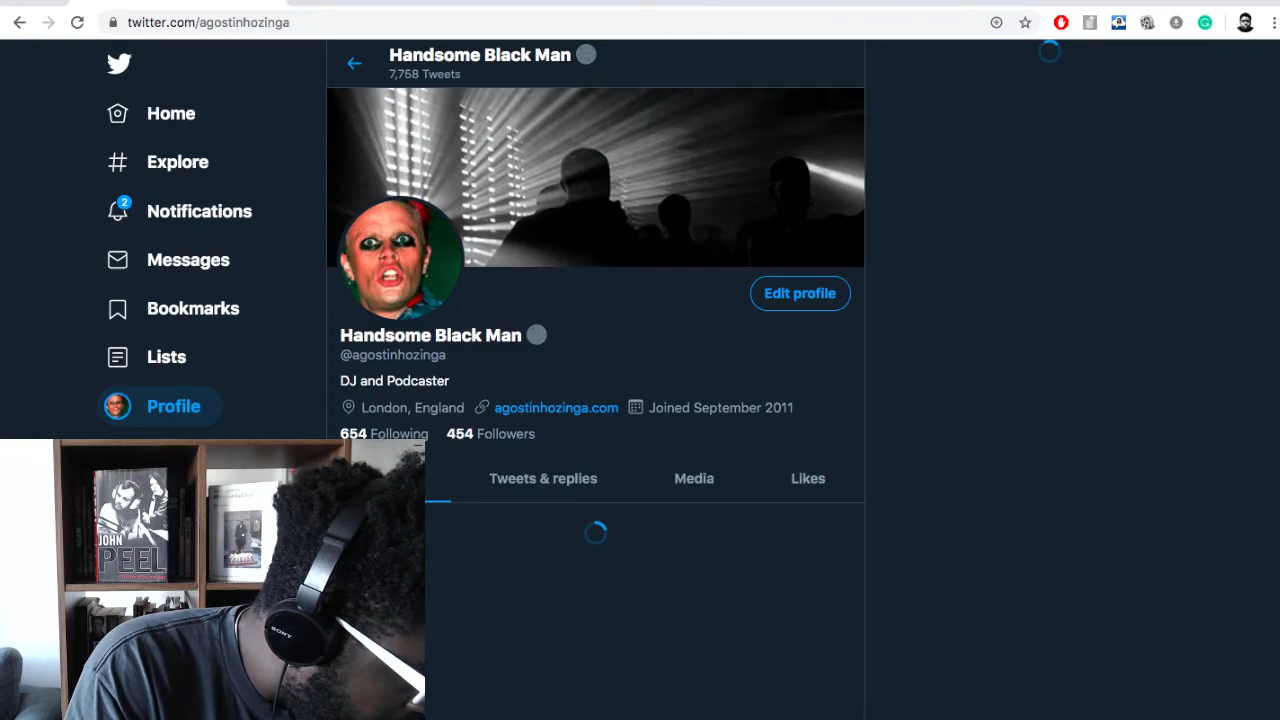 twitter.com/agostinhozinga
Handsome Black Man
7,758 Tweets
Home
Explore
2
Notifications
Messages
Bookmarks
Lists
Profile
Edit profile
Handsome Black Man
@agostinhozinga
DJ and Podcaster
London, England agostinhozinga.com Joined September 2011
654 Following 454 Followers
Tweets & replies Media Likes
JOHN
PEEL
SONY